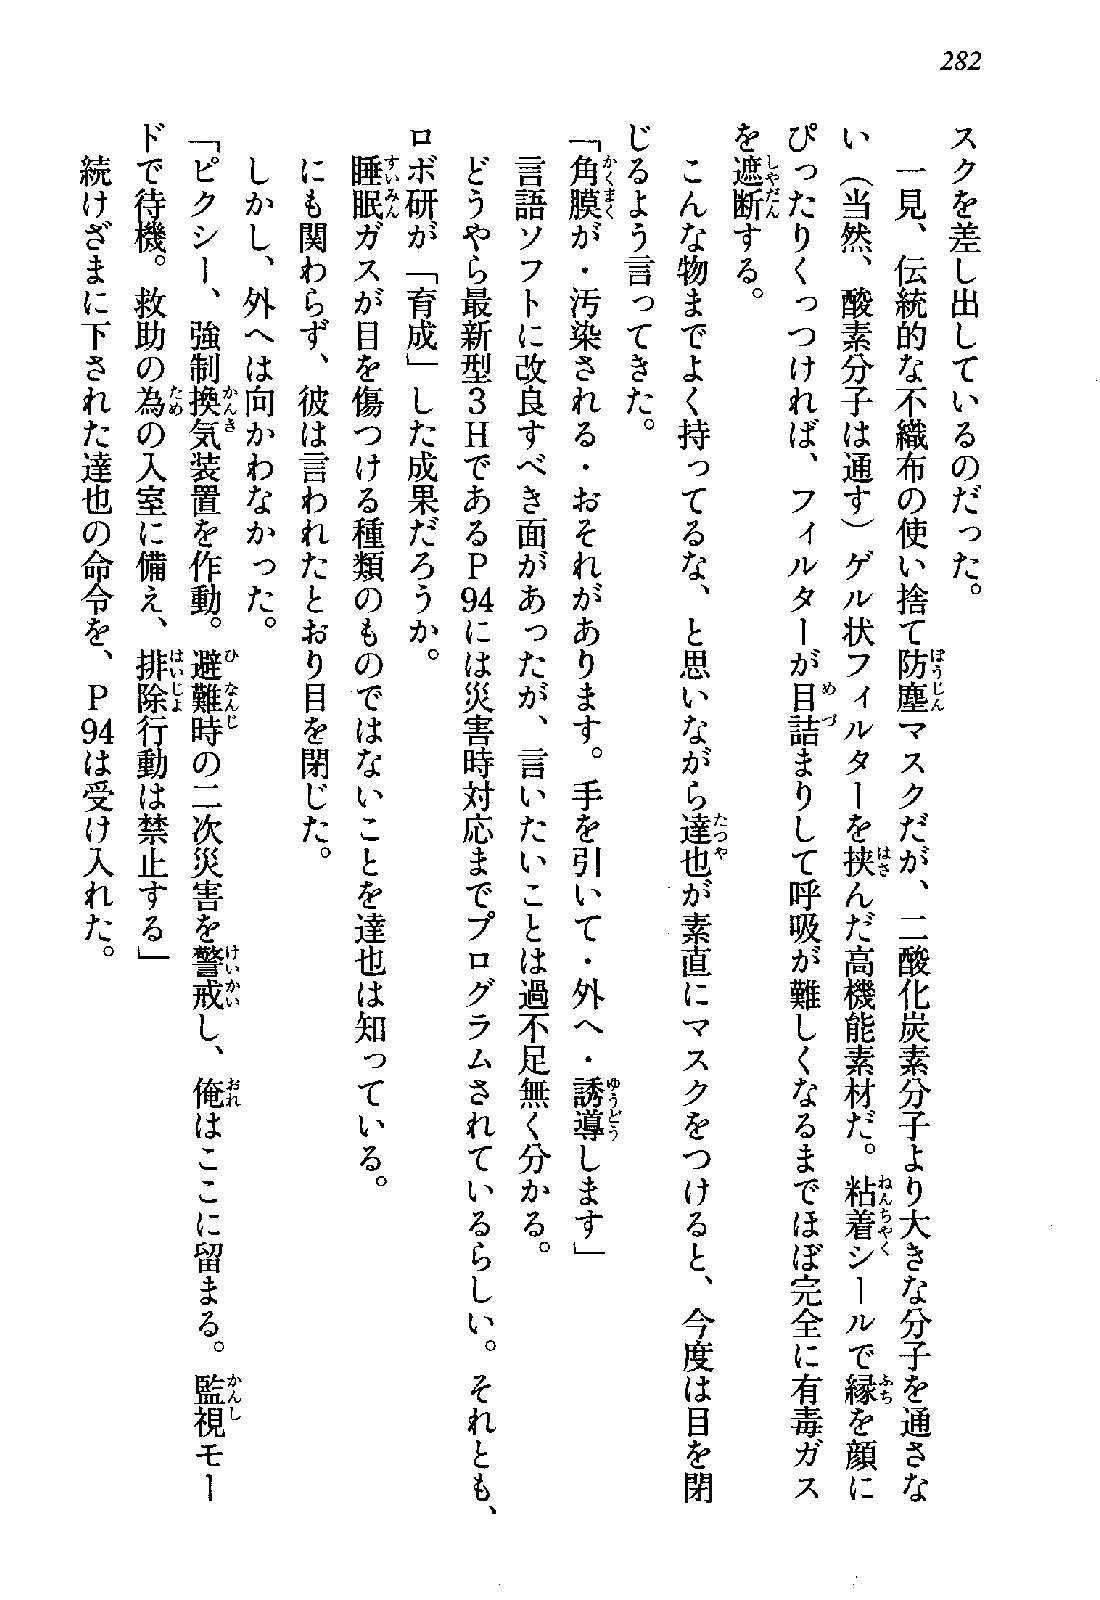 282
スクを差し出しているのだった。
一見、伝統的な不織布の使い捨て防塵マスクだが、二酸化炭素分子より大きな分子を通さな
い（当然、酸素分子は通す）ゲル状フィルターを挟んだ高機能素材だ。粘着シールで縁を顔に
ぴったりくっつければ、フィルターが目詰まりして呼吸が難しくなるまでほぼ完全に有毒ガス
を遮断する。
こんな物までよく持ってるな、と思いながら達也が素直にマスクをつけると、今度は目を閉
じるよう言ってきた。
「角膜が・汚染される・おそれがあります。手を引いて・外へ・誘導します」
言語ソフトに改良すべき面があったが、言いたいことは過不足無く分かる。
どうやら最新型３ＨであるＰ94には災害時対応までプログラムされているらしい。それとも、
ロボ研が「育成」した成果だろうか。
睡眠ガスが目を傷つける種類のものではないことを達也は知っている。
にも関わらず、彼は言われたとおり目を閉じた。
しかし、外へは向かわなかった。
「ピクシー、強制換気装置を作動。避難時の二次災害を警戒し、俺はここに留まる。監視モー
ドで待機。救助の為の入室に備え、排除行動は禁止する」
続けざまに下された達也の命令を、Ｐ94は受け入れた。